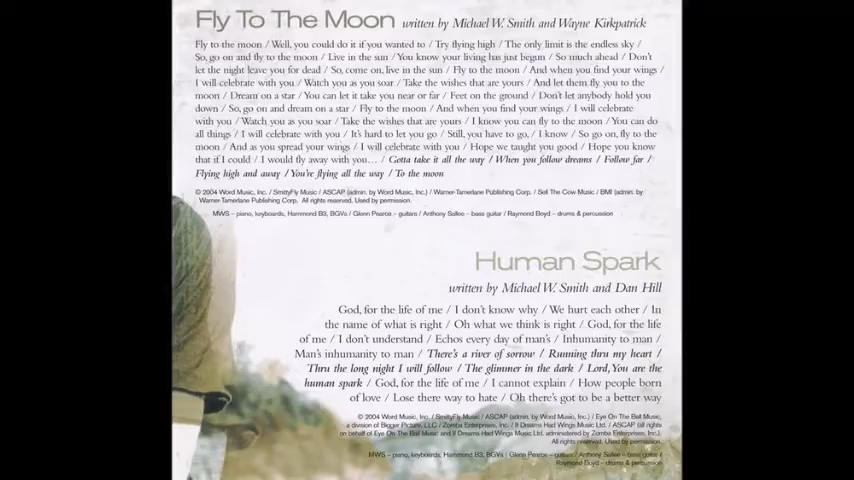 Fly To The Moon written by Michael W. Smith and Wayne Kirkpatrick
Fly to the moon / Well, you could do it if you wanted to / Try flying high / The only limit is the endless sky /
So, go on and fly to the moon / Live in the sun / You know your living has just begun / So much ahead / Don't
let the night leave you for dead / So, come on, live in the sun / Fly to the moon / And when you find your wings /
I will celebrate with you / Watch you as you soar / Take the wishes that are yours / And let them fly you to the
moon / Dream on a star / You can let it take you near or far / Feet on the ground / Don't let anybody hold you
down / So, go on and dream on a star / Fly to the moon / And when you find your wings / I will celebrate
with you / Watch you as you soar / Take the wishes that are yours / I know you can fly to the moon / You can do
all things / I will celebrate with you / It's hard to let you go / Still, you have to go, / I know / So go on, fly to the
moon / And as you spread your wings / I will celebrate with you / Hope we taught you good / Hope you know
that if I could / I would fly away with you… / Gotta take it all the way / When you follow dreams / Follow far /
Flying high and away / You're flying all the way / To the moon
© 2004 Word Music, Inc. / SmittyFly Music / ASCAP (admin. by Word Music, Inc.) / Warner-Tamerlane Publishing Corp. / Sell The Cow Music / BMI (admin. by
Warner-Tamerlane Publishing Corp. All rights reserved. Used by permission.
MWS – piano, keyboards, Hammond B3, BGVs / Glenn Pearce – guitars / Anthony Sallee – bass guitar / Raymond Boyd – drums & percussion
Human Spark
written by Michael W. Smith and Dan Hill
God, for the life of me / I don't know why / We hurt each other / In
the name of what is right / Oh what we think is right / God, for the life
of me / I don't understand / Echos every day of man's / Inhumanity to man /
Man's inhumanity to man / There's a river of sorrow / Running thru my heart /
Thru the long night I will follow / The glimmer in the dark / Lord, You are the
human spark / God, for the life of me / I cannot explain / How people born
of love / Lose there way to hate / Oh there's got to be a better way
© 2004 Word Music, Inc. / SmittyFly Music / ASCAP (admin. by Word Music, Inc.) / Eye On The Ball Music,
a division of Bigger Picture, LLC / Zomba Enterprises, Inc. / If Dreams Had Wings Music Ltd. / ASCAP (all rights
on behalf of Eye On The Ball Music and If Dreams Had Wings Music Ltd. administered by Zomba Enterprises, Inc.)
All rights reserved. Used by permission.
MWS – piano, keyboards, Hammond B3, BGVs / Glenn Pearce – guitars / Anthony Sallee – bass guitar /
Raymond Boyd – drums & percussion